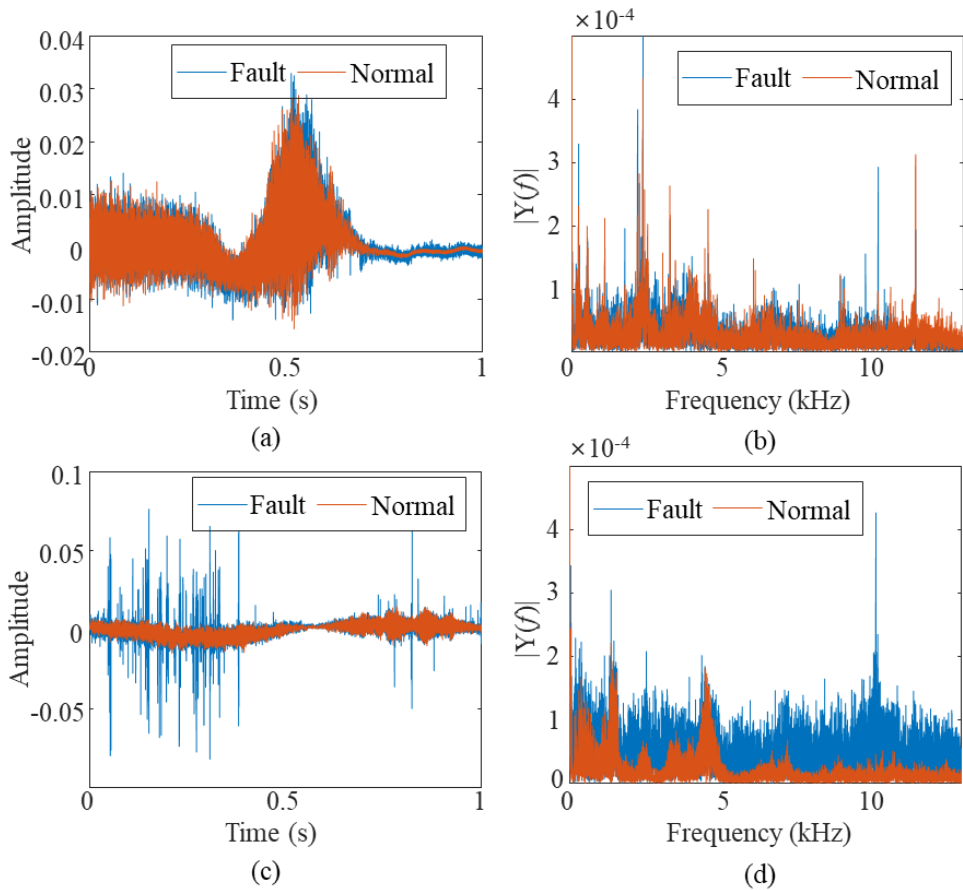 0.04
0.03
0.02
0.01
0
-0.01
-0.02
Amplitude
Fault Normal
0 0.5 1
Time (s)
(a)
×10-4
4
3
2
1
|Y(f)|
Fault Normal
0 5 10
Frequency (kHz)
(b)
0.1
0.05
0
-0.05
Amplitude
Fault Normal
0 0.5 1
Time (s)
(c)
×10-4
4
3
2
1
0
|Y(f)|
Fault Normal
0 5 10
Frequency (kHz)
(d)